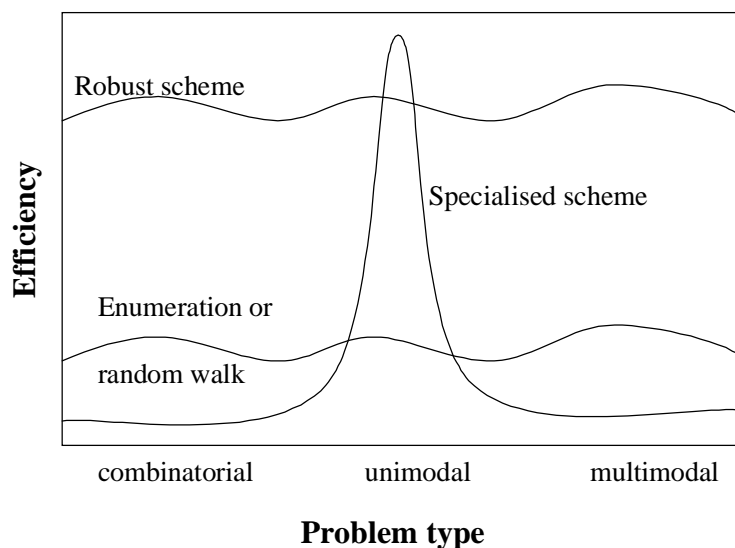 Robust scheme
Specialised scheme
Efficiency
Enumeration or
random walk
combinatorial unimodal multimodal
Problem type